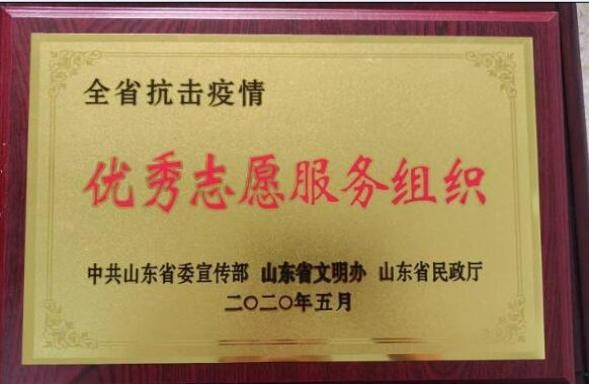 全省抗击疫情
优秀志愿服务组织
中共山东省委宣传部 山东省文明办 山东省民政厅
二〇二〇年五月